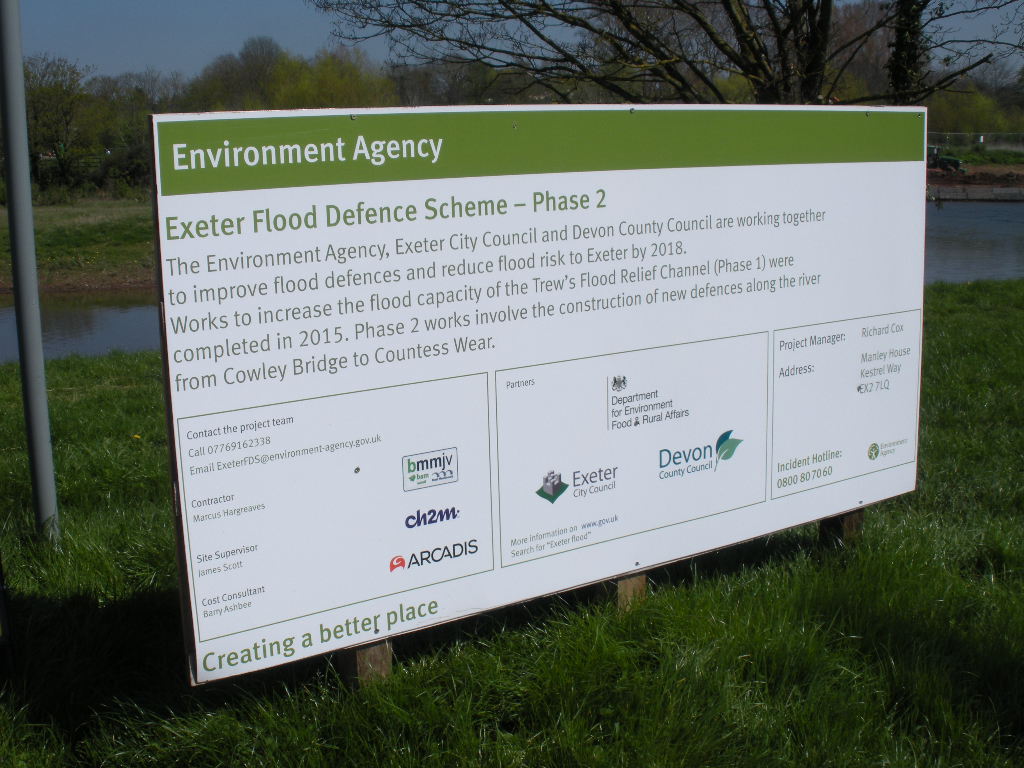 Environment Agency
Exeter Flood Defence Scheme – Phase 2
The Environment Agency, Exeter City Council and Devon County Council are working together
to improve flood defences and reduce flood risk to Exeter by 2018.
Works to increase the flood capacity of the Trew's Flood Relief Channel (Phase 1) were
completed in 2015. Phase 2 works involve the construction of new defences along the river
from Cowley Bridge to Countess Wear.
Contact the project team
Call 07769162338
Email ExeterFDS@environment-agency.gov.uk
Contractor
Marcus Hargreaves
bmmjv
Site Supervisor
James Scott
ch2m:
Cost Consultant
Barry Ashbee
ARCADIS
Partners
Department
for Environment
Food & Rural Affairs
Exeter
City Council
Devon
County Council
More information on www.gov.uk
Search for "Exeter flood"
Project Manager: Richard Cox
Address: Manley House
Kestrel Way
EX2 7LQ
Incident Hotline:
0800 80 70 60
Environment
Agency
Creating a better place